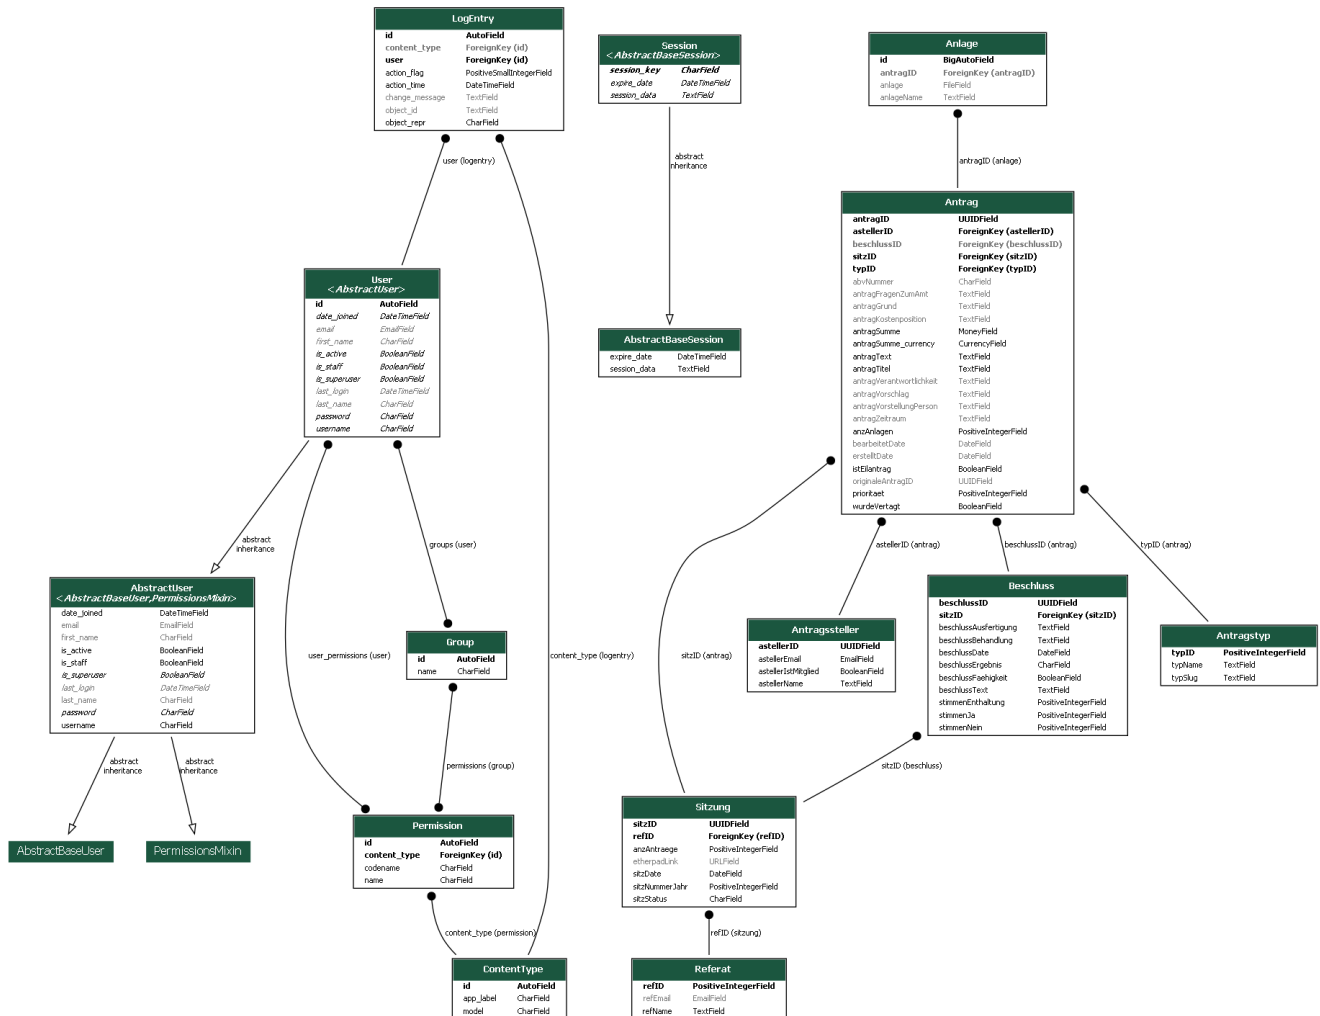 LogEntry
id AutoField
content_type ForeignKey (id)
user ForeignKey (id)
action_flag PositiveSmallIntegerField
action_time DateTimeField
change_message TextField
object_id TextField
object_repr CharField
user (logentry)
Session
<AbstractBaseSession>
session_key CharField
expire_date DateTimeField
session_data TextField
abstract
inheritance
Anlage
id BigAutoField
antragID ForeignKey (antragID)
anlage FileField
anlageName TextField
antragID (anlage)
Antrag
antragID UUIDField
astellerID ForeignKey (astellerID)
beschlussID ForeignKey (beschlussID)
sitzID ForeignKey (sitzID)
typID ForeignKey (typID)
abvNummer CharField
antragFragenZumAmt TextField
antragGrund TextField
antragKostenposition TextField
antragSumme MoneyField
antragSumme_currency CurrencyField
antragText TextField
antragTitel TextField
antragVerantwortlichkeit TextField
antragVorschlag TextField
antragVorstellungPerson TextField
antragZeitraum TextField
anzAnlagen PositiveIntegerField
bearbeitetDate DateField
erstelltDate DateField
istEilantrag BooleanField
originaleAntragID UUIDField
prioritaet PositiveIntegerField
wurdeVertagt BooleanField
User
<AbstractUser>
id AutoField
date_joined DateTimeField
email EmailField
first_name CharField
is_active BooleanField
is_staff BooleanField
is_superuser BooleanField
last_login DateTimeField
last_name CharField
password CharField
username CharField
AbstractBaseSession
expire_date DateTimeField
session_data TextField
abstract
inheritance
groups (user)
astellerID (antrag)
beschlussID (antrag)
typID (antrag)
AbstractUser
<AbstractBaseUser,PermissionsMixin>
date_joined DateTimeField
email EmailField
first_name CharField
is_active BooleanField
is_staff BooleanField
is_superuser BooleanField
last_login DateTimeField
last_name CharField
password CharField
username CharField
user_permissions (user)
Group
id AutoField
name CharField
content_type (logentry)
sitzID (antrag)
Antragssteller
astellerID UUIDField
astellerEmail EmailField
astellerIstMitglied BooleanField
astellerName TextField
Beschluss
beschlussID UUIDField
sitzID ForeignKey (sitzID)
beschlussAusfertigung TextField
beschlussBehandlung TextField
beschlussDate DateField
beschlussErgebnis CharField
beschlussFaehigkeit BooleanField
beschlussText TextField
stimmenEnthaltung PositiveIntegerField
stimmenJa PositiveIntegerField
stimmenNein PositiveIntegerField
Antragstyp
typID PositiveIntegerField
typName TextField
typSlug TextField
abstract
inheritance
abstract
inheritance
permissions (group)
sitzID (beschluss)
AbstractBaseUser
PermissionsMixin
Permission
id AutoField
content_type ForeignKey (id)
codename CharField
name CharField
Sitzung
sitzID UUIDField
refID ForeignKey (refID)
anzAntraege PositiveIntegerField
etherpadLink URLField
sitzDate DateField
sitzNummerJahr PositiveIntegerField
sitzStatus CharField
content_type (permission)
refID (sitzung)
ContentType
id AutoField
app_label CharField
model CharField
Referat
refID PositiveIntegerField
refEmail EmailField
refName TextField